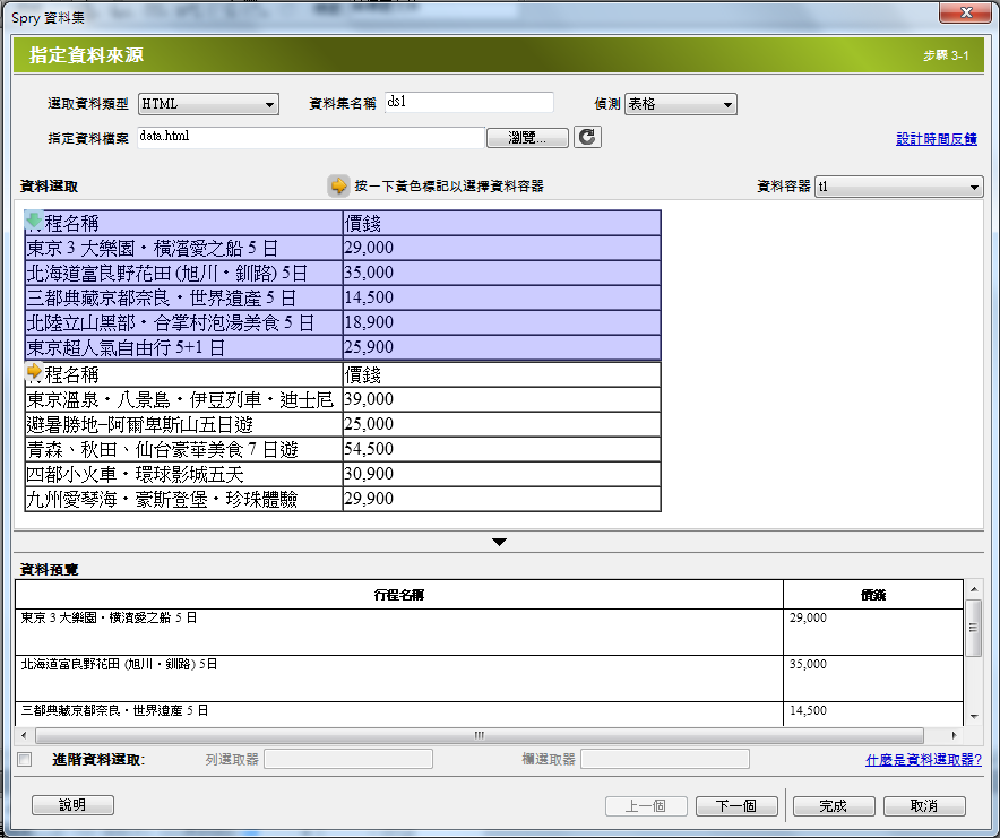 Spry 資料集
指定資料來源 步驟 3-1
選取資料類型 HTML 資料集名稱 ds1 偵測 表格
指定資料檔案 data.html 瀏覽... 設計時間反饋
資料選取 按一下黃色標記以選擇資料容器 資料容器 t1
程名稱 價錢
東京 3 大樂園‧橫濱愛之船 5 日 29,000
北海道富良野花田 (旭川‧釧路) 5日 35,000
三都典藏京都奈良‧世界遺產 5 日 14,500
北陸立山黑部‧合掌村泡湯美食 5 日 18,900
東京超人氣自由行 5+1 日 25,900
程名稱 價錢
東京溫泉‧八景島‧伊豆列車‧迪士尼 39,000
避暑勝地–阿爾卑斯山五日遊 25,000
青森、秋田、仙台豪華美食 7 日遊 54,500
四都小火車‧環球影城五天 30,900
九州愛琴海‧豪斯登堡‧珍珠體驗 29,900
資料預覽
行程名稱 價錢
東京 3 大樂園‧橫濱愛之船 5 日 29,000
北海道富良野花田 (旭川‧釧路) 5日 35,000
三都典藏京都奈良‧世界遺產 5 日 14,500
進階資料選取: 列選取器 欄選取器 什麼是資料選取器?
說明 上一個 下一個 完成 取消